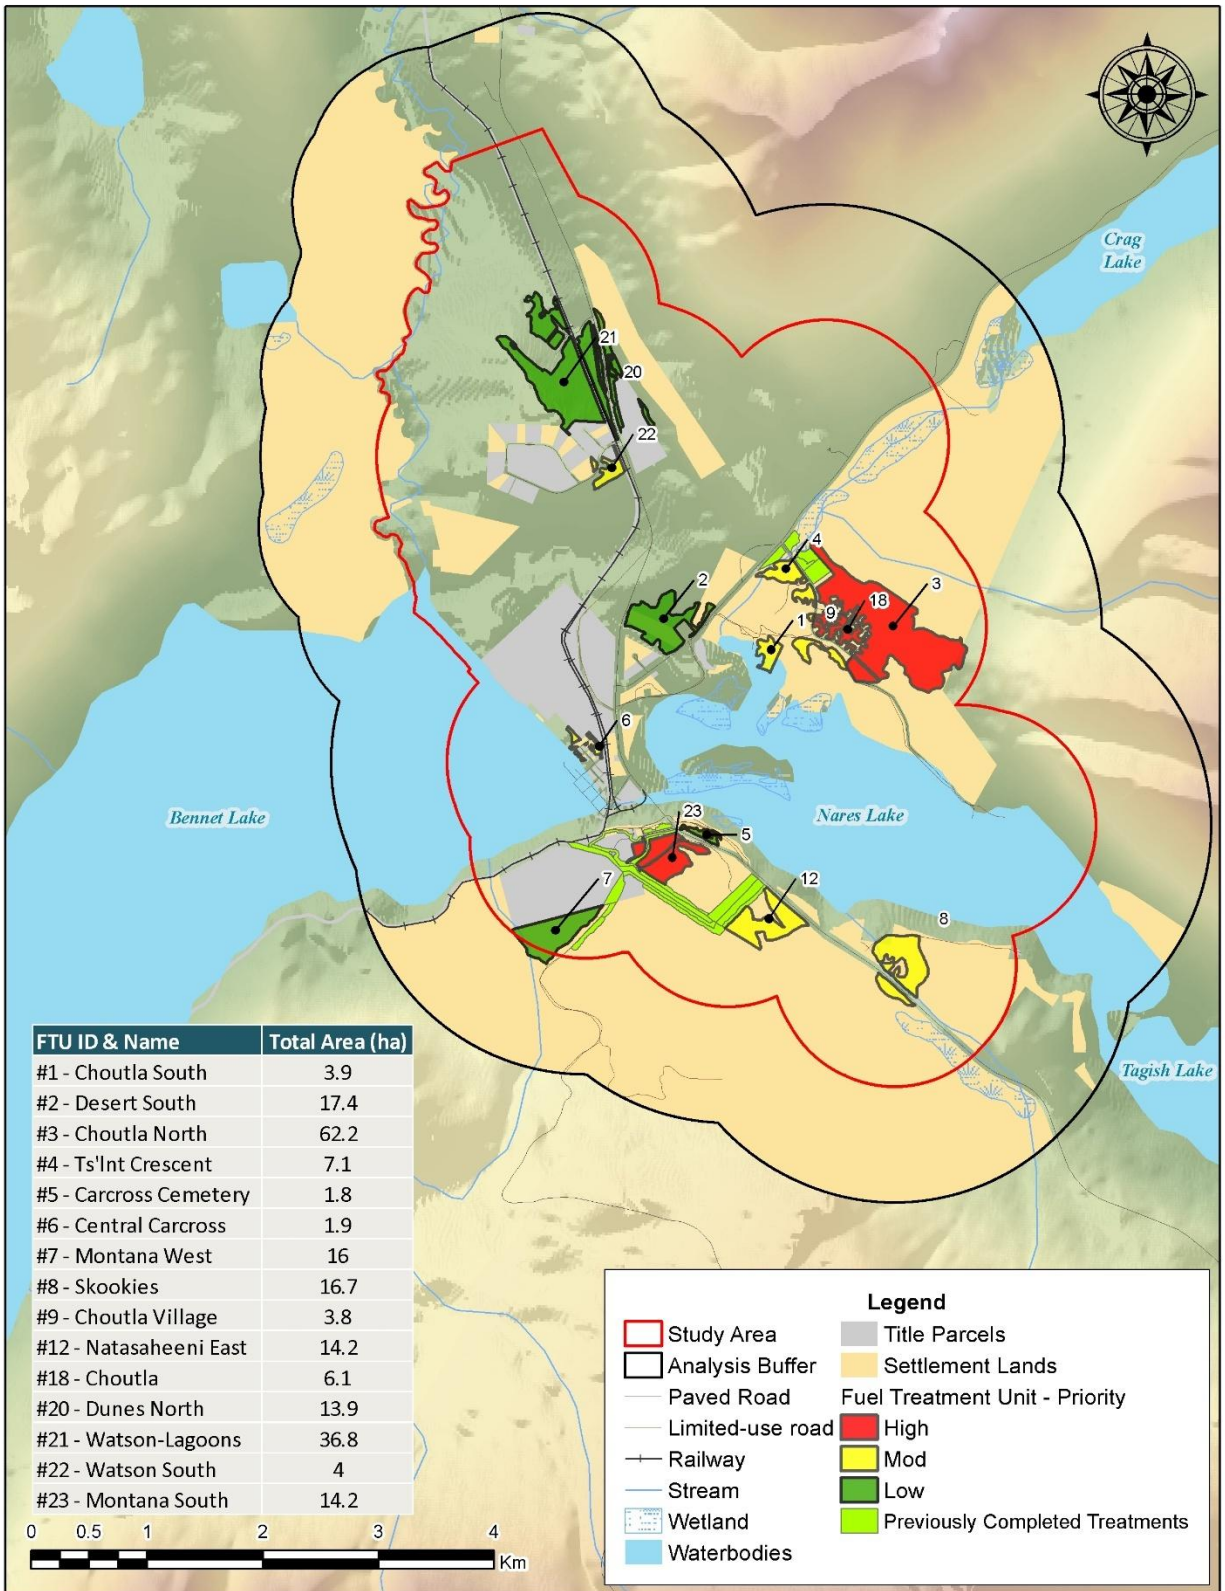 Crag
Lake
21
20
22
4
2
3
18
9
1
6
Bennet Lake
Nares Lake
23
5
7
12
8
Tagish Lake
FTU ID & Name Total Area (ha)
#1 - Choutla South 3.9
#2 - Desert South 17.4
#3 - Choutla North 62.2
#4 - Ts'Int Crescent 7.1
#5 - Carcross Cemetery 1.8
#6 - Central Carcross 1.9
#7 - Montana West 16
#8 - Skookies 16.7
#9 - Choutla Village 3.8
#12 - Natasaheeni East 14.2
#18 - Choutla 6.1
#20 - Dunes North 13.9
#21 - Watson-Lagoons 36.8
#22 - Watson South 4
#23 - Montana South 14.2
0 0.5 1 2 3 4
Km
Legend
Study Area
Analysis Buffer
Paved Road
Limited-use road
Railway
Stream
Wetland
Waterbodies
Title Parcels
Settlement Lands
Fuel Treatment Unit - Priority
High
Mod
Low
Previously Completed Treatments